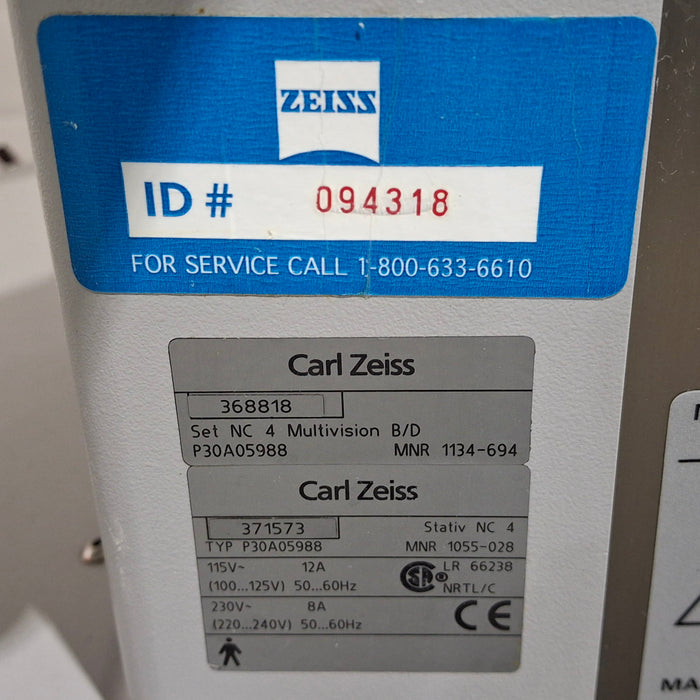 ZEISS
ID # 094318
FOR SERVICE CALL 1-800-633-6610
Carl Zeiss
368818
Set NC 4 Multivision B/D
P30A05988 MNR 1134-694
Carl Zeiss
371573 Stativ NC 4
TYP P30A05988 MNR 1055-028
115V~ 12A
(100...125V) 50...60Hz
SA ® LR 66238
NRTL/C
230V~ 8A
(220...240V) 50...60Hz
CE
MA